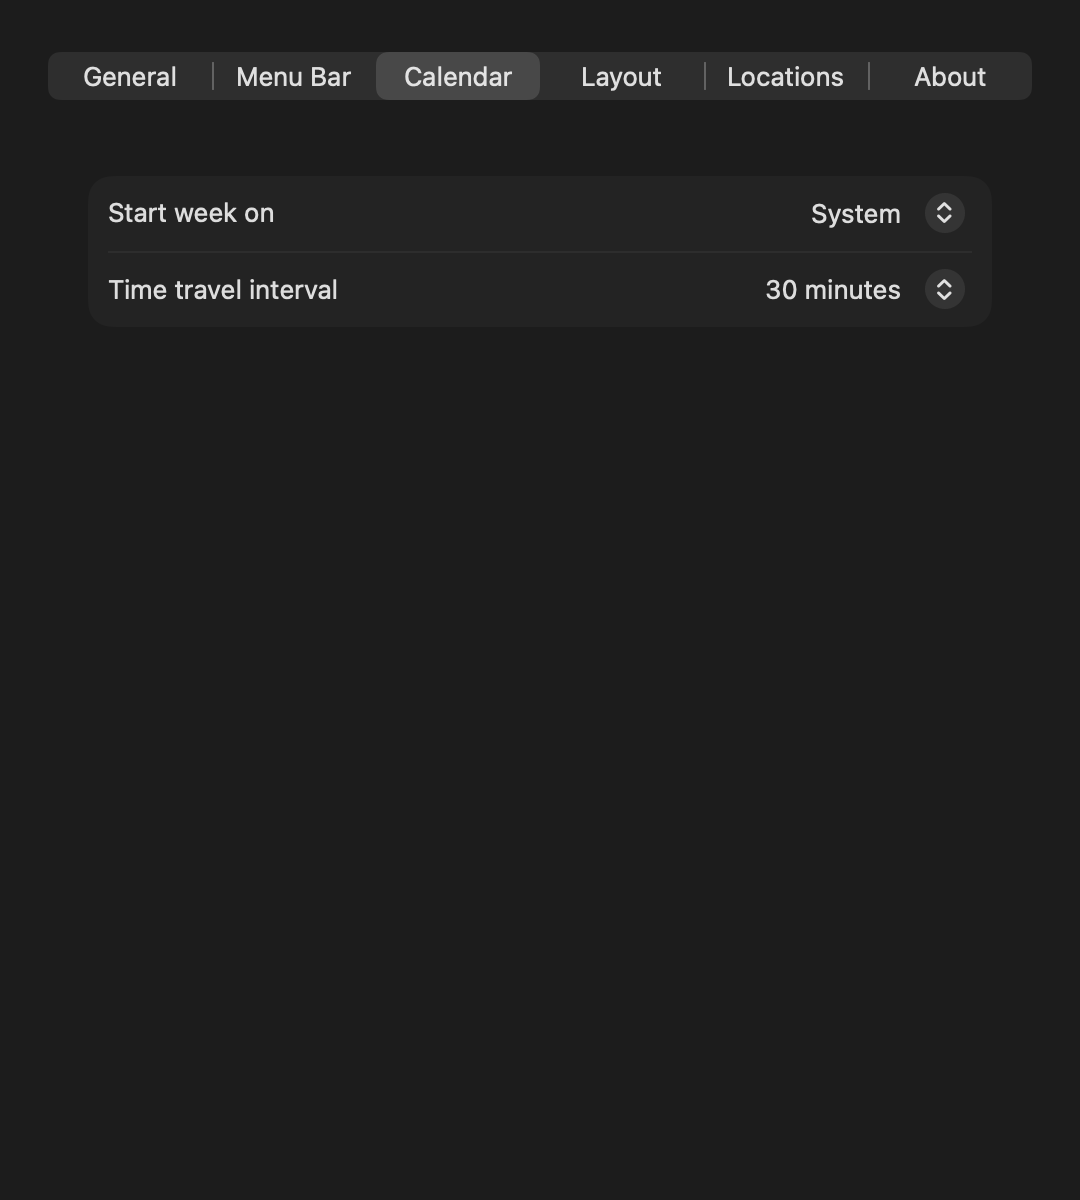 General Menu Bar Calendar Layout Locations About
Start week on System
Time travel interval 30 minutes